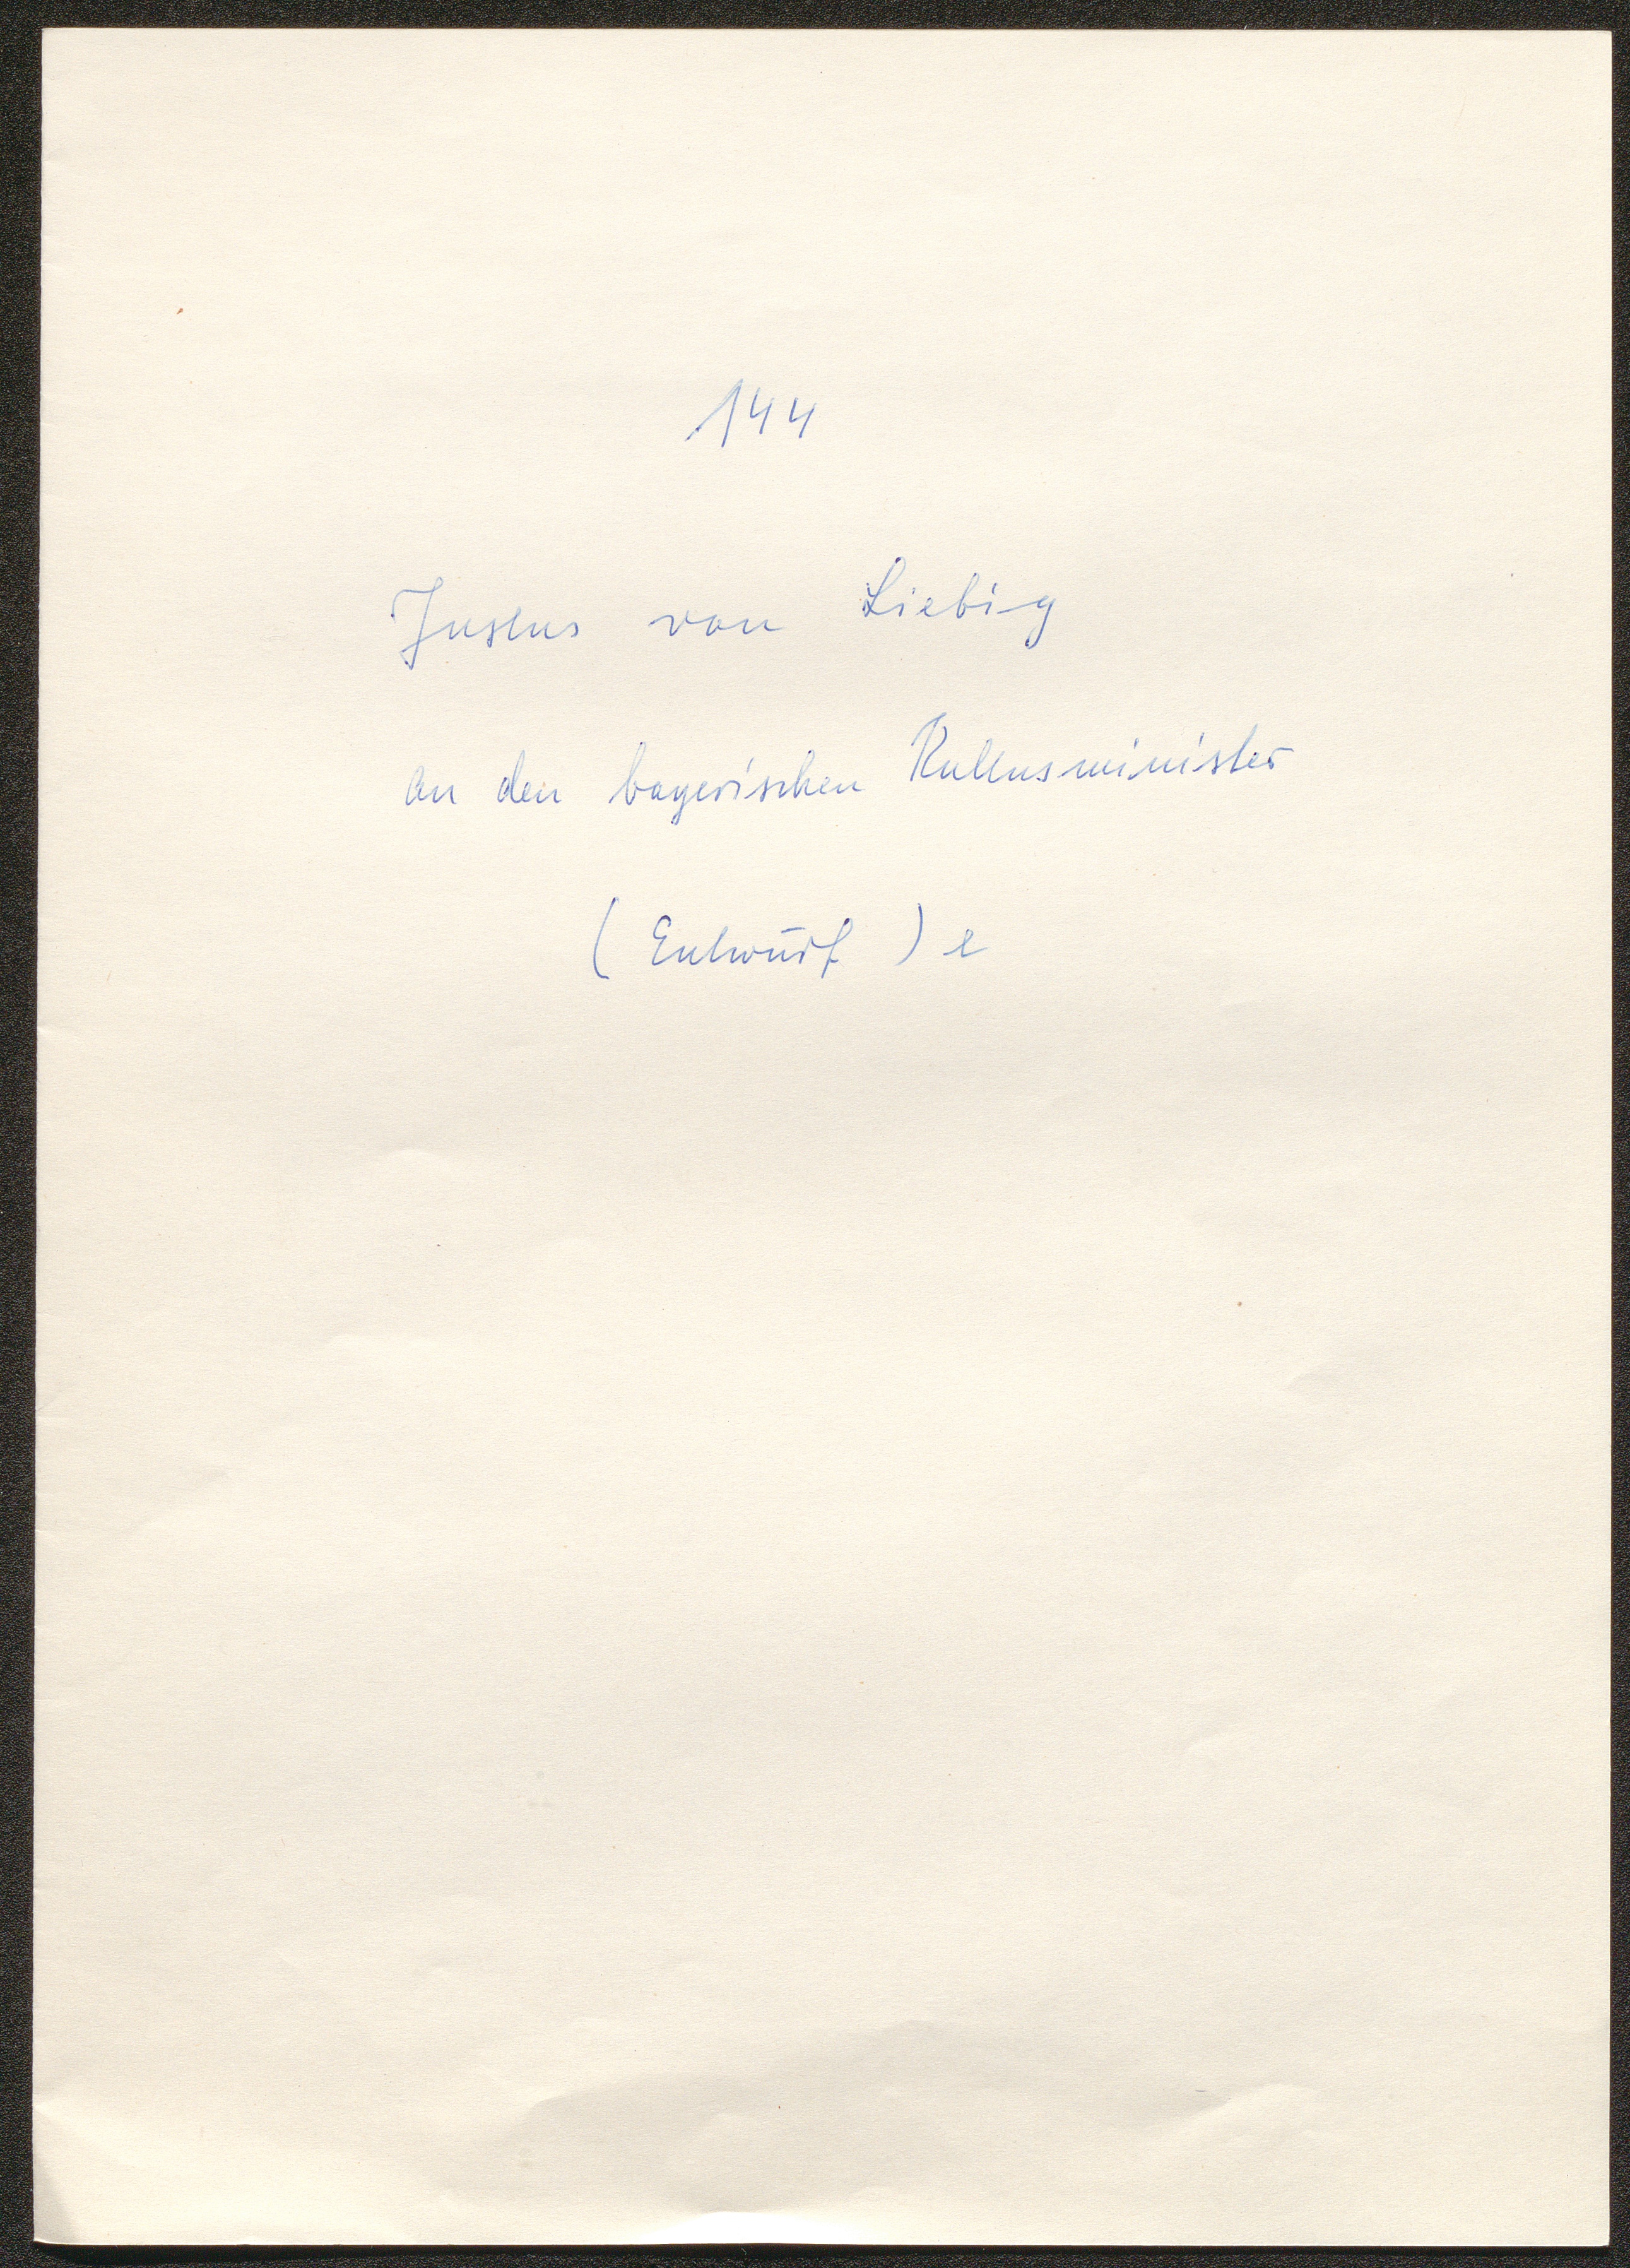 144
Justus von Liebig
an den bayerischen Kultusminister
(Entwurf) e